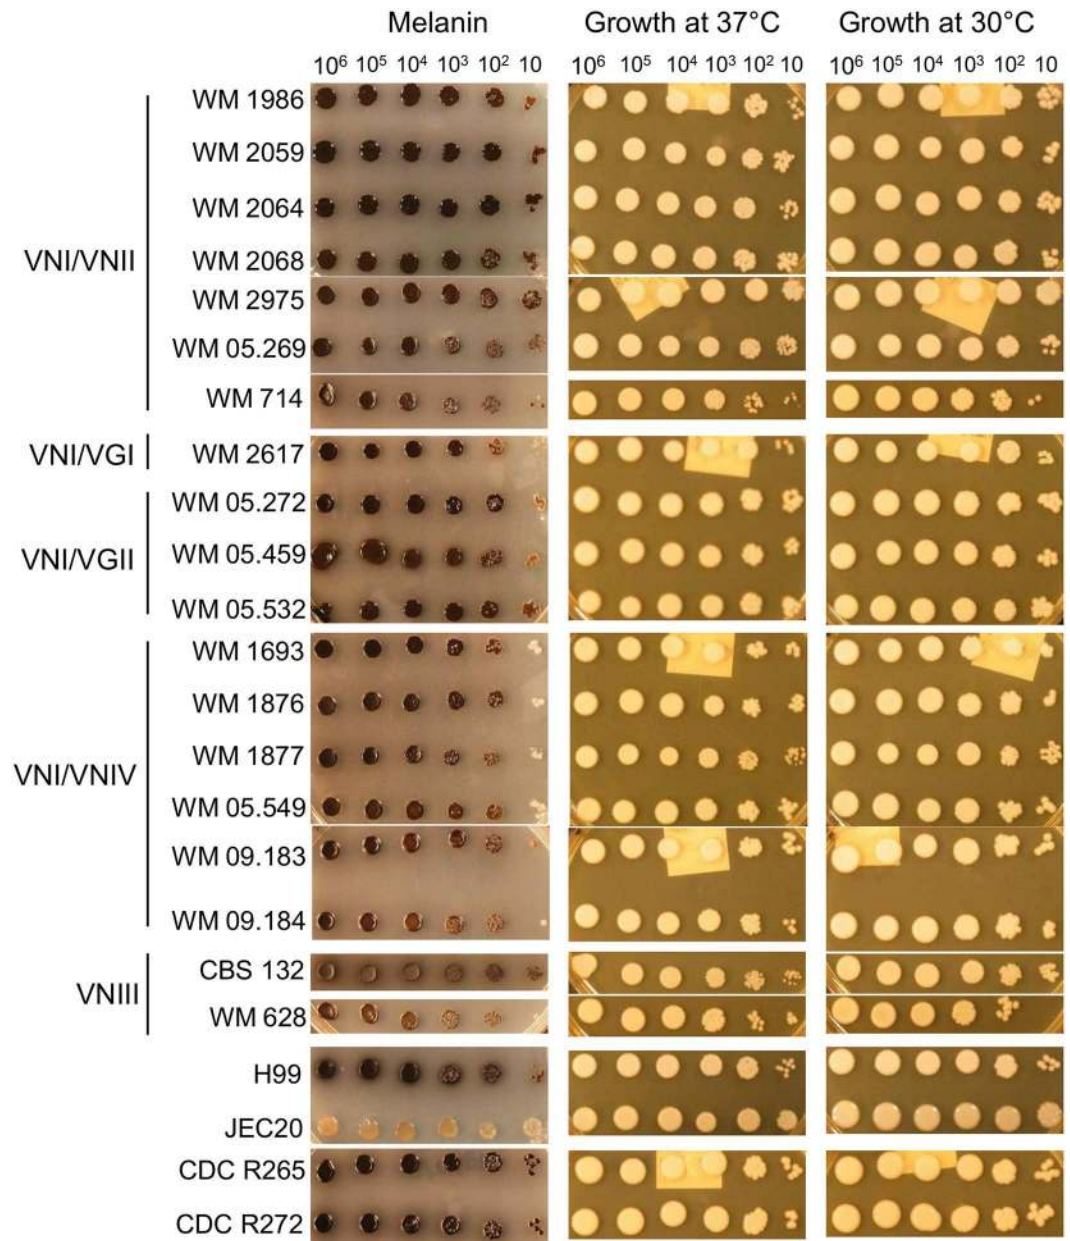 Melanin Growth at 37°C Growth at 30°C
10⁶ 10⁵ 10⁴ 10³ 10² 10 10⁶ 10⁵ 10⁴ 10³ 10² 10 10⁶ 10⁵ 10⁴ 10³ 10² 10
WM 1986
WM 2059
WM 2064
VNI/VNII
WM 2068
WM 2975
WM 05.269
WM 714
VNI/VGI
WM 2617
WM 05.272
VNI/VGII
WM 05.459
WM 05.532
WM 1693
WM 1876
VNI/VNIV
WM 1877
WM 05.549
WM 09.183
WM 09.184
VNIII
CBS 132
WM 628
H99
JEC20
CDC R265
CDC R272